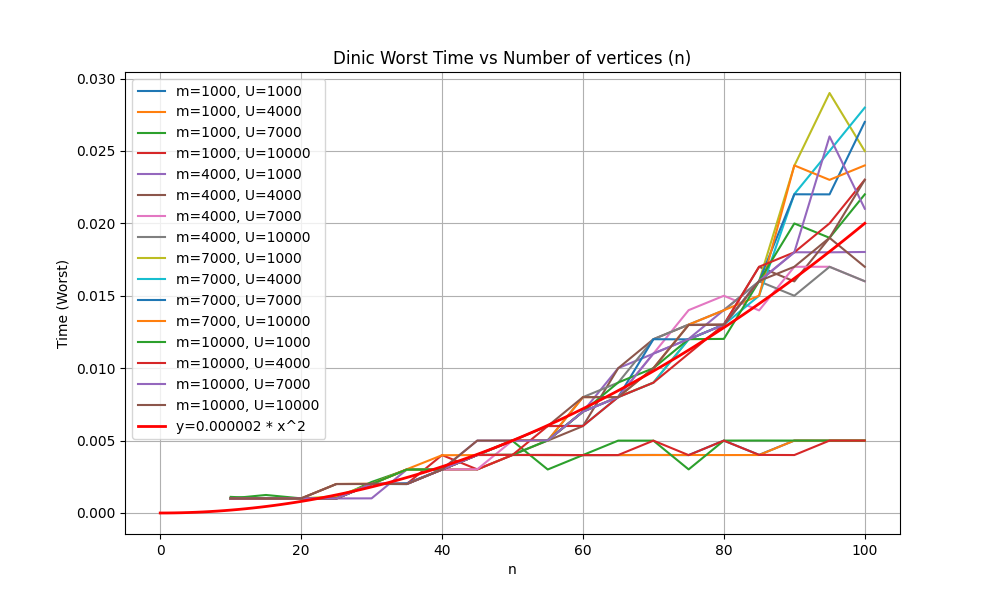 Dinic Worst Time vs Number of vertices (n)
0.030
0.025
0.020
0.015
0.010
0.005
0.000
Time (Worst)
m=1000, U=1000
m=1000, U=4000
m=1000, U=7000
m=1000, U=10000
m=4000, U=1000
m=4000, U=4000
m=4000, U=7000
m=4000, U=10000
m=7000, U=1000
m=7000, U=4000
m=7000, U=7000
m=7000, U=10000
m=10000, U=1000
m=10000, U=4000
m=10000, U=7000
m=10000, U=10000
y=0.000002 * x^2
0 20 40 60 80 100
n